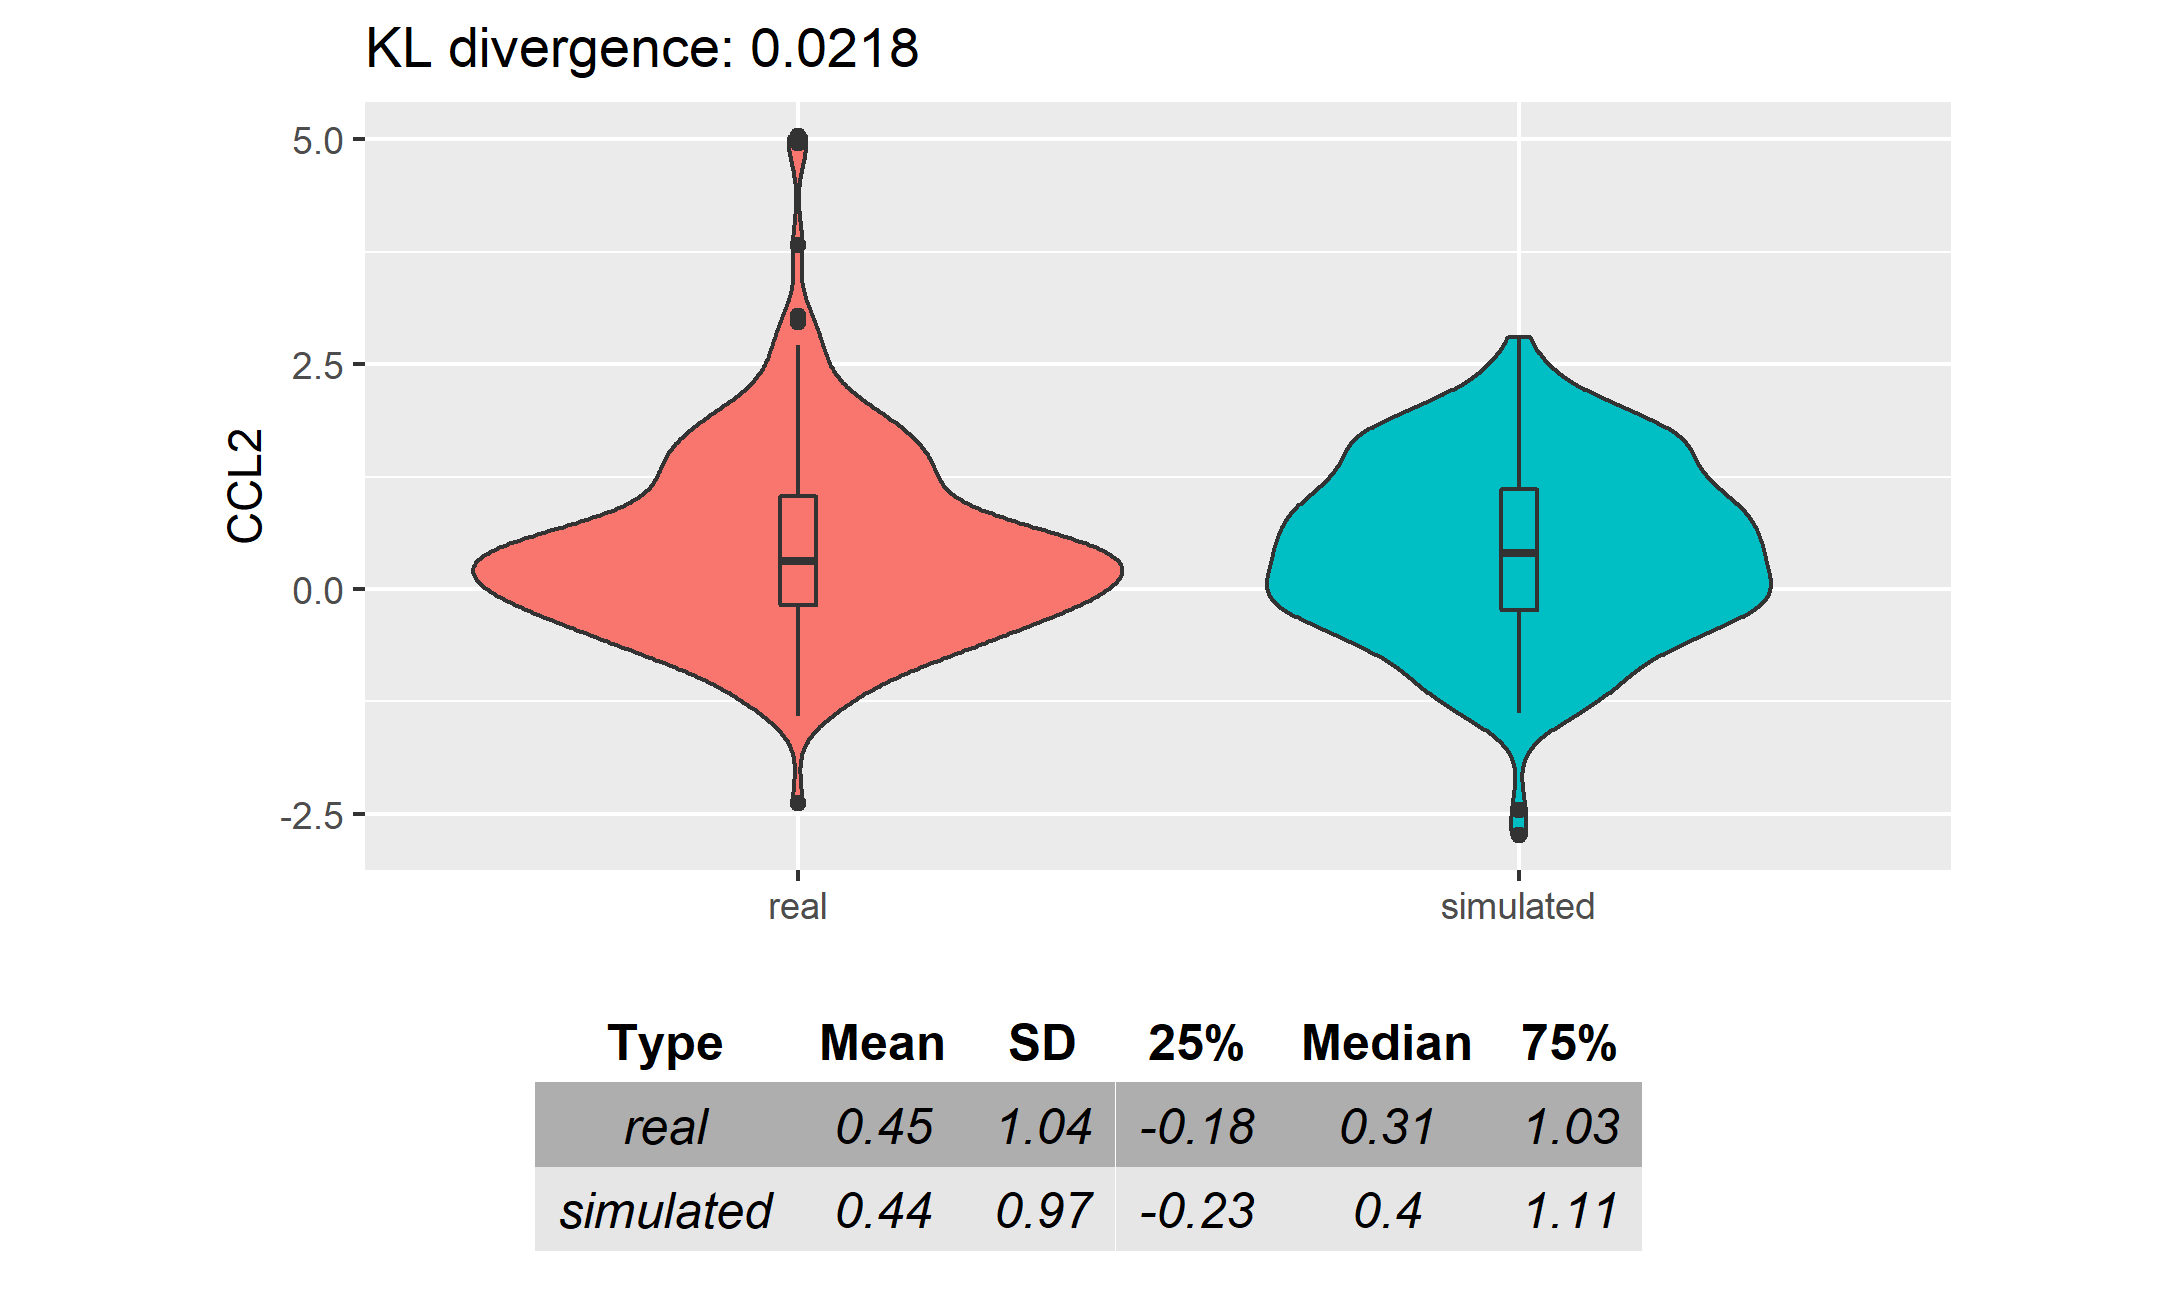 KL divergence: 0.0218
5.0
2.5
0.0
-2.5
CCL2
real simulated
Type Mean SD 25% Median 75%
real 0.45 1.04 -0.18 0.31 1.03
simulated 0.44 0.97 -0.23 0.4 1.11